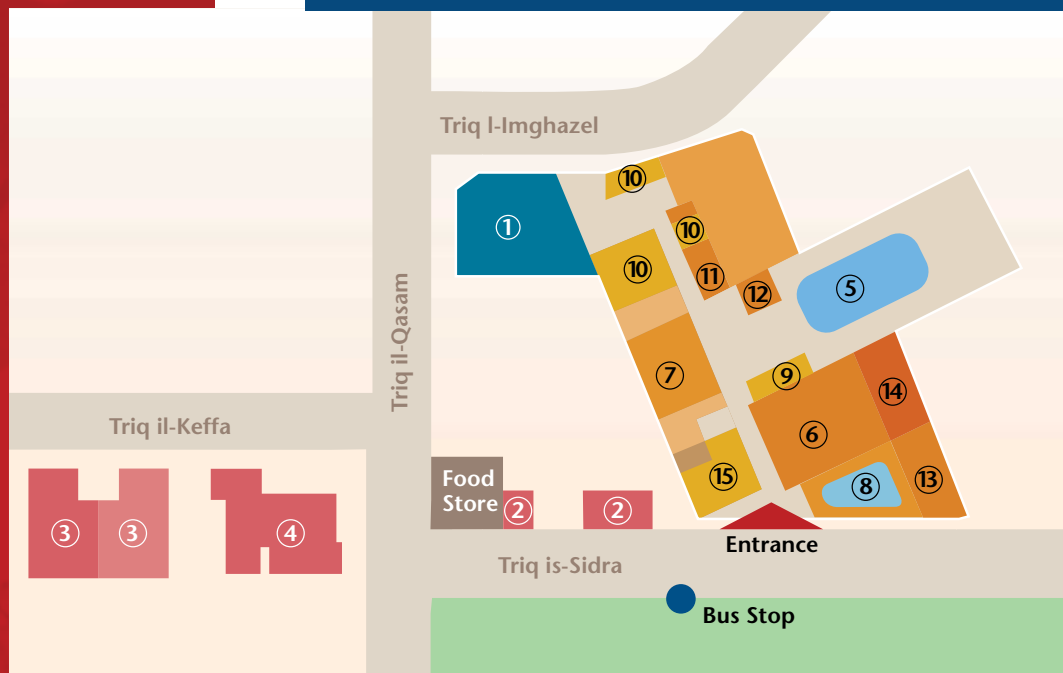 Triq l-Imghazel
10
1
10
10
11
12
5
Triq il-Qasam
7
9
14
6
Triq il-Keffa
15
8
13
Food
Store
2
2
3
3
4
Entrance
Triq is-Sidra
Bus Stop